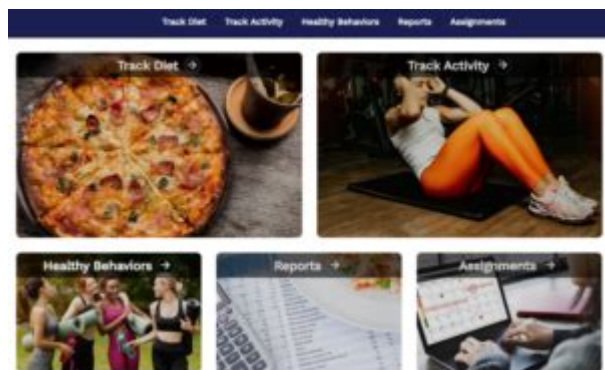 Track Diet Track Activity Healthy Behaviors Reports Assignments
Track Diet → Track Activity →
Healthy Behaviors → Reports → Assignments →